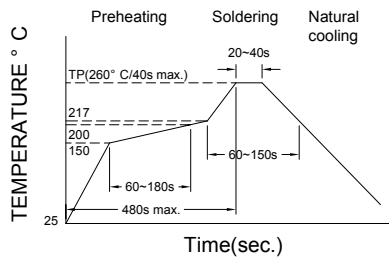 Preheating Soldering Natural
cooling
20~40s
TP(260° C/40s max.)
217
200
150
60~150s
60~180s
480s max.
25
TEMPERATURE ° C
Time(sec.)